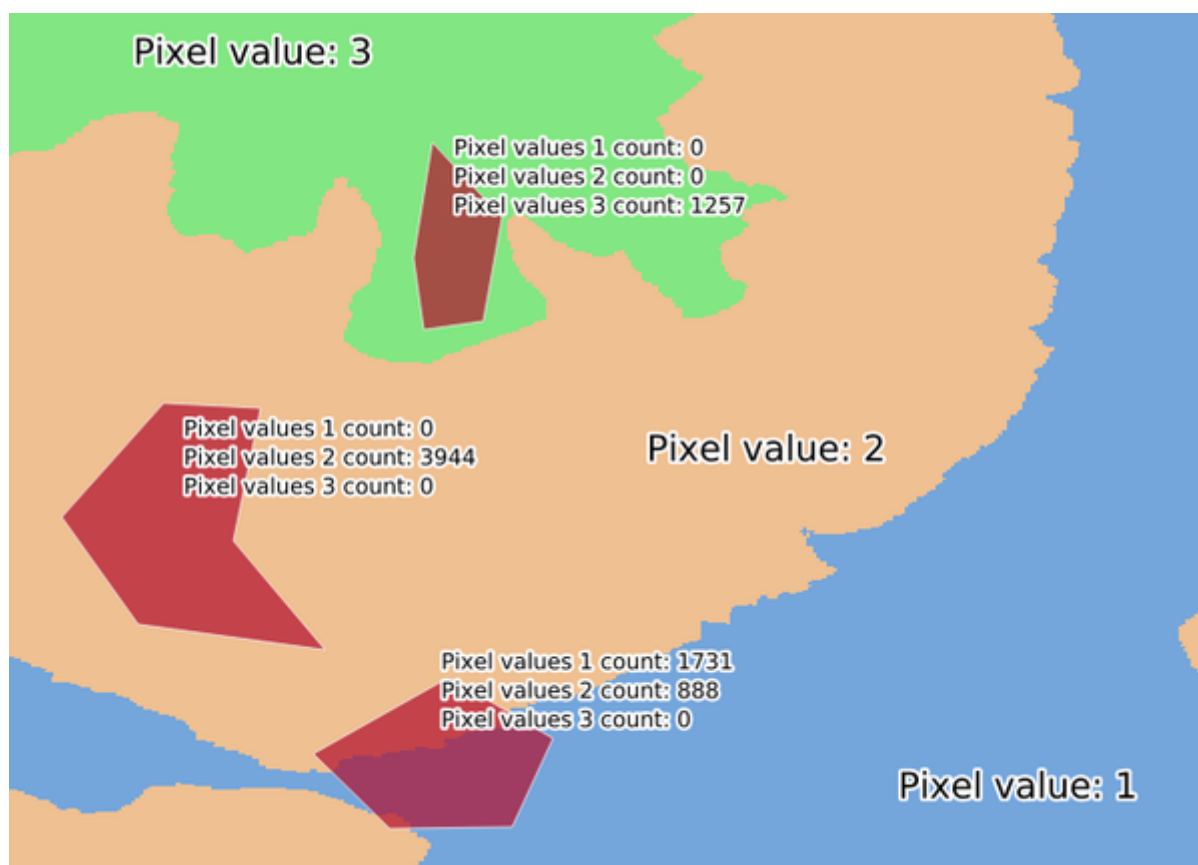 Pixel value: 3
Pixel values 1 count: 0
Pixel values 2 count: 0
Pixel values 3 count: 1257
Pixel values 1 count: 0
Pixel values 2 count: 3944
Pixel values 3 count: 0
Pixel value: 2
Pixel values 1 count: 1731
Pixel values 2 count: 888
Pixel values 3 count: 0
Pixel value: 1